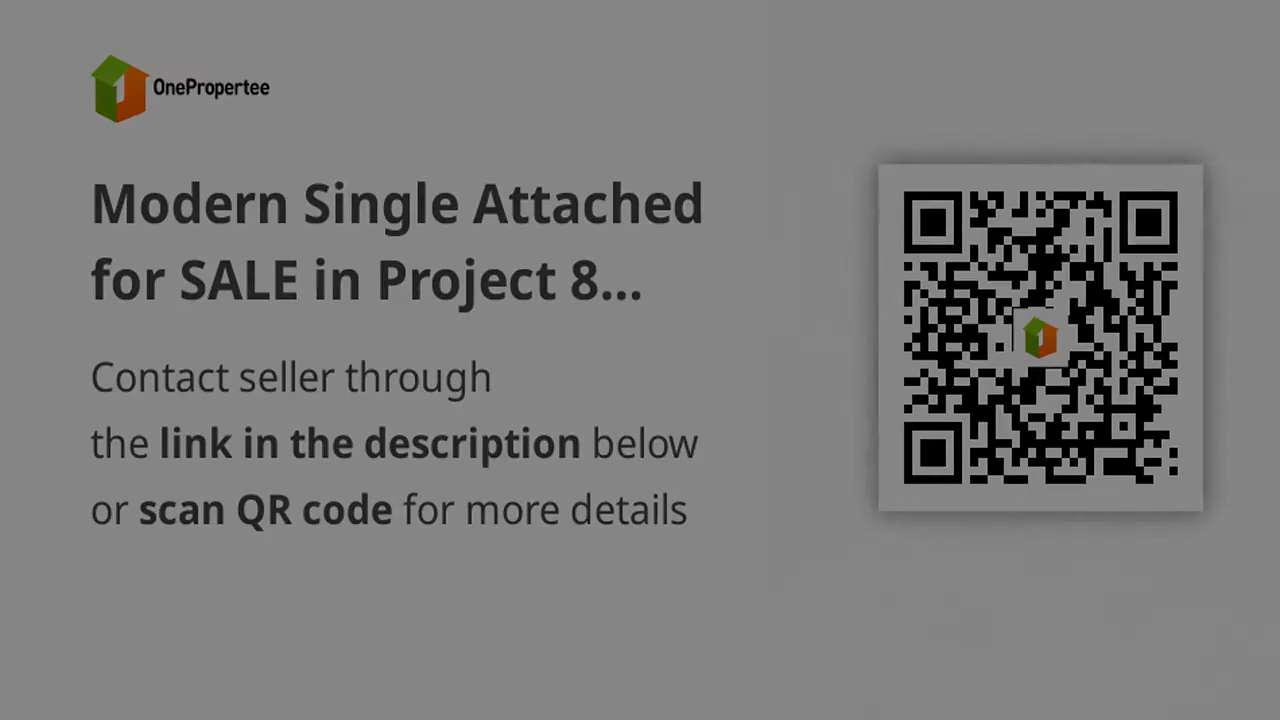 OnePropertee
Modern Single Attached
for SALE in Project 8...
Contact seller through
the link in the description below
or scan QR code for more details